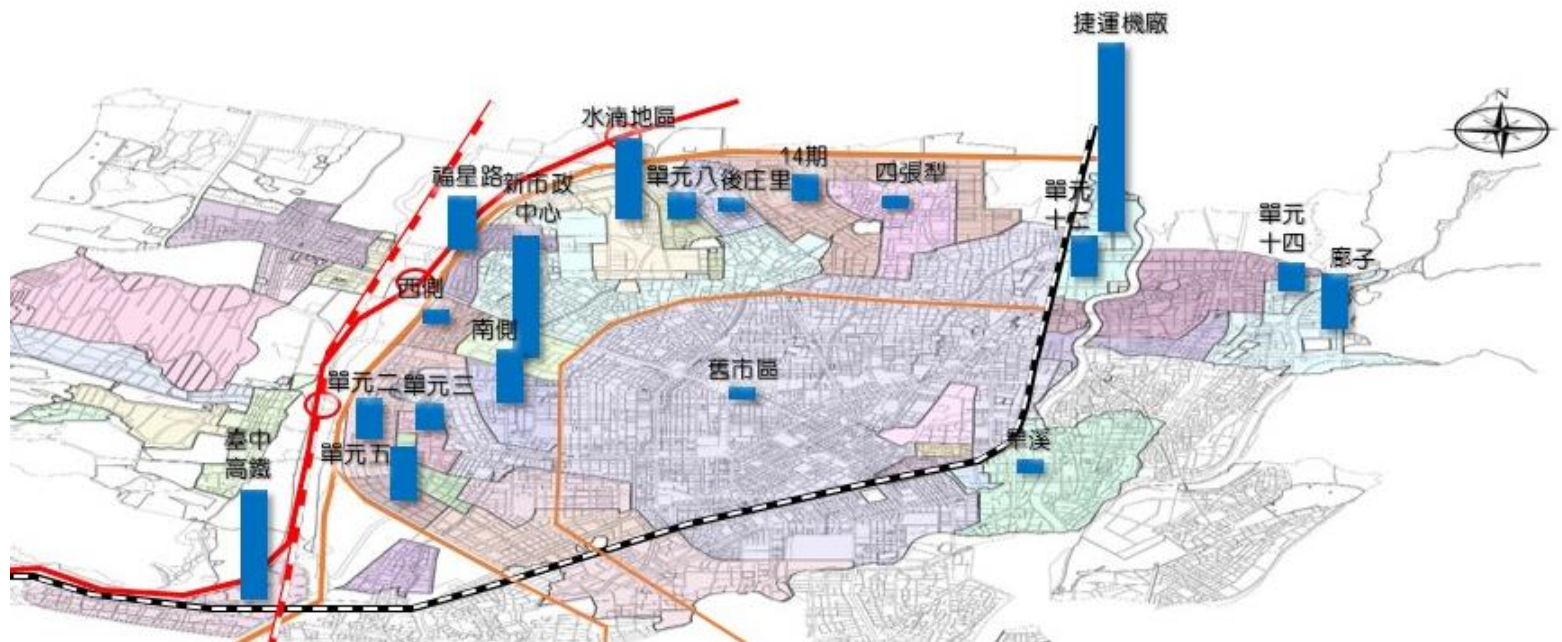 捷運機廠
N
水湳地區
14期
福星路
新市政
中心
單元八
後庄里
四張犁
單元
十二
單元
十四
廍子
西側
南側
舊市區
單元二
單元三
單元五
臺中
高鐵
旱溪